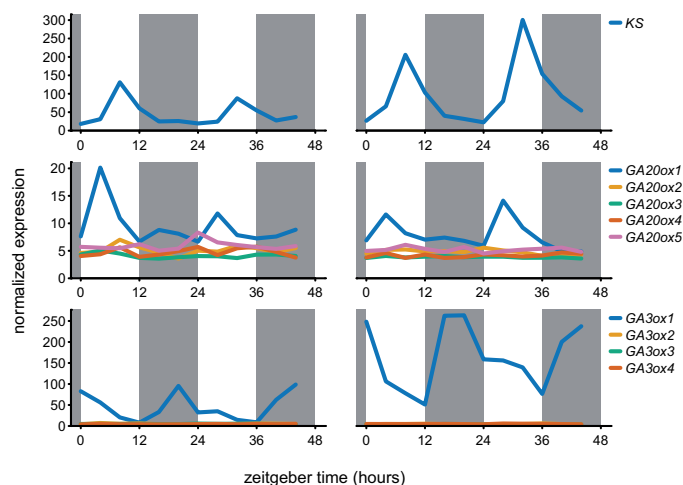 300
250
200
150
100
50
0
0 12 24 36 48
0 12 24 36 48
KS
normalized expression
20
15
10
5
0
0 12 24 36 48
0 12 24 36 48
GA20ox1
GA20ox2
GA20ox3
GA20ox4
GA20ox5
250
200
150
100
50
0
0 12 24 36 48
0 12 24 36 48
GA3ox1
GA3ox2
GA3ox3
GA3ox4
zeitgeber time (hours)